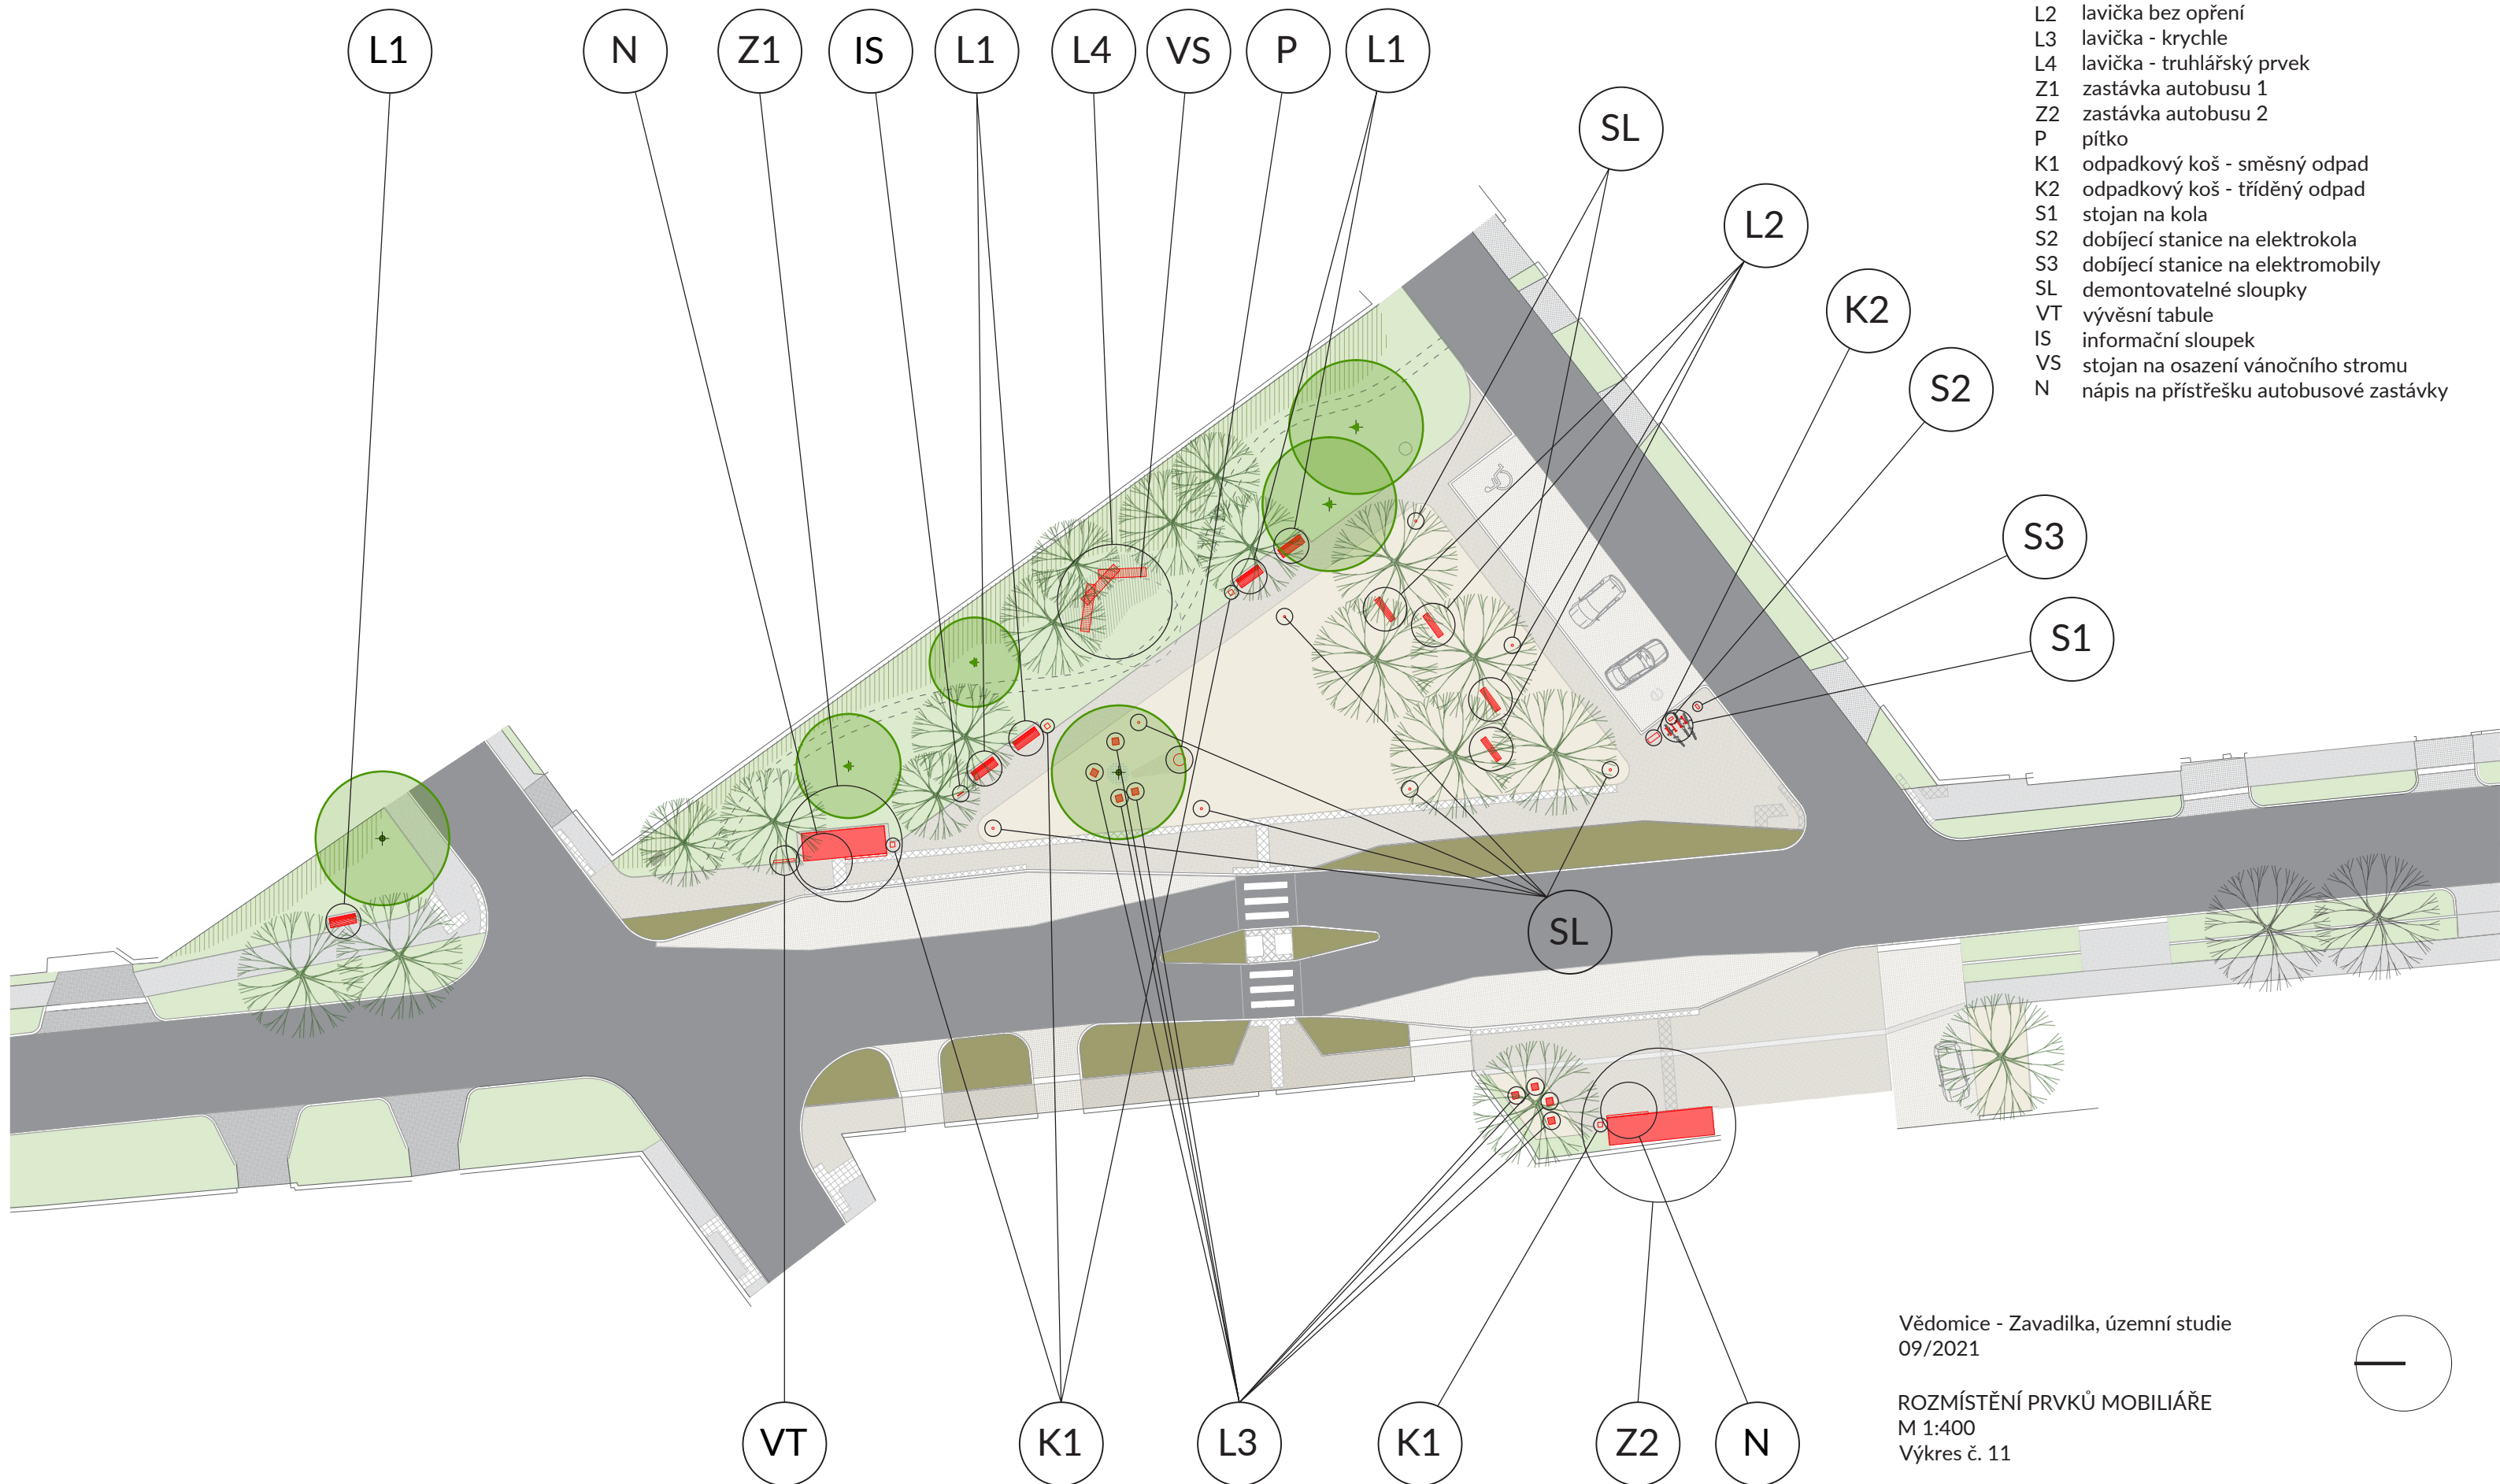 L1
N
Z1
IS
L1
L4
VS
P
L1
SL
L2
K2
S2
S3
S1
L2 lavička bez opření
L3 lavička - krychle
L4 lavička - truhlářský prvek
Z1 zastávka autobusu 1
Z2 zastávka autobusu 2
P pítko
K1 odpadkový koš - směsný odpad
K2 odpadkový koš - tříděný odpad
S1 stojan na kola
S2 dobíjecí stanice na elektrokola
S3 dobíjecí stanice na elektromobily
SL demontovatelné sloupky
VT vývěsní tabule
IS informační sloupek
VS stojan na osazení vánočního stromu
N nápis na přístřešku autobusové zastávky
SL
VT
K1
L3
K1
Z2
N
Vědomice - Zavadilka, územní studie
09/2021
ROZMÍSTĚNÍ PRVKŮ MOBILIÁŘE
M 1:400
Výkres č. 11